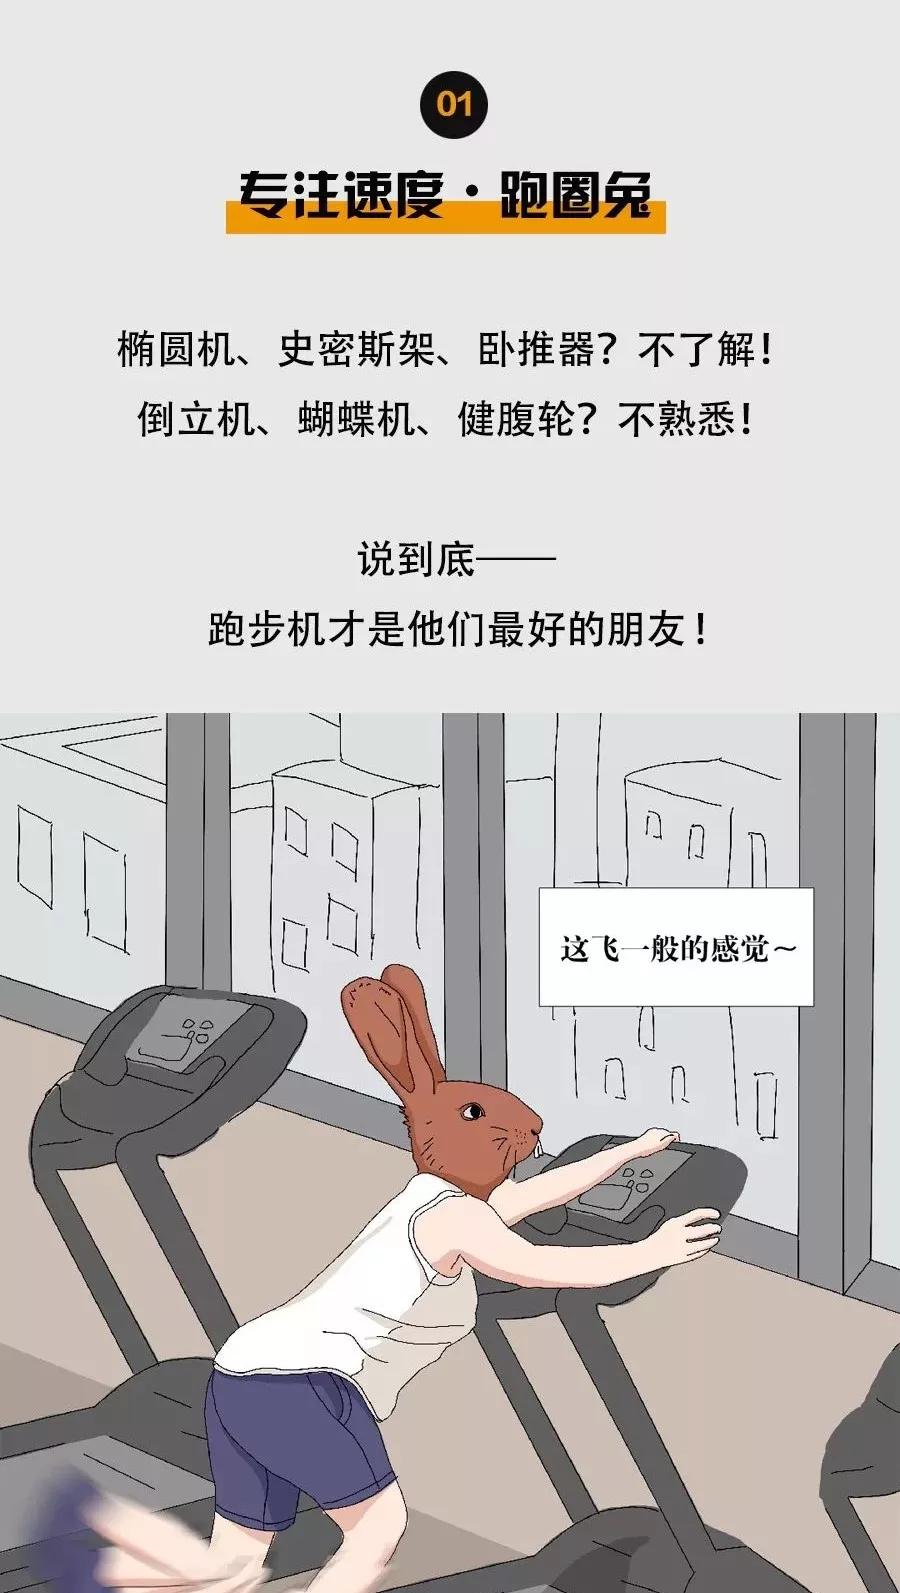 01
专注速度·跑圈兔
椭圆机、史密斯架、卧推器？不了解！
倒立机、蝴蝶机、健腹轮？不熟悉！
说到底——
跑步机才是他们最好的朋友！
这飞一般的感觉～